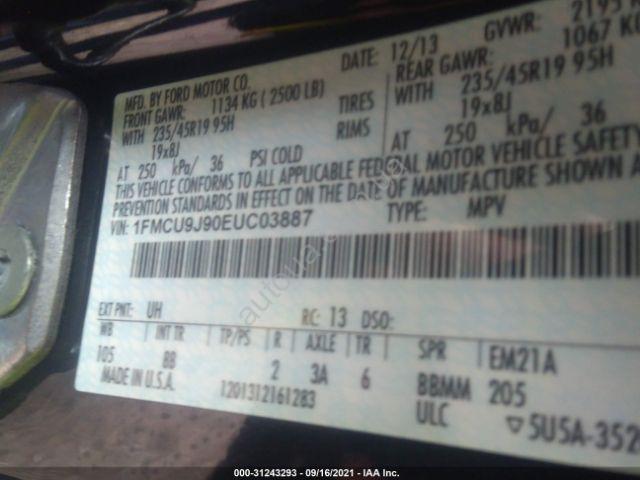 MFD. BY FORD MOTOR CO.
DATE: 12/13
GVWR: 2195
FRONT GAWR: 1134 KG ( 2500 LB)
REAR GAWR: 1067 KG
WITH 235/45R19 95H TIRES
WITH 235/45R19 95H
19x8J RIMS
19x8J
AT 250 kPa/ 36 PSI COLD
AT 250 kPa/ 36
THIS VEHICLE CONFORMS TO ALL APPLICABLE FEDERAL MOTOR VEHICLE SAFETY
PREVENTION STANDARDS IN EFFECT ON THE DATE OF MANUFACTURE SHOWN
VIN: 1FMCU9J90EUC03887
TYPE: MPV
EXT PNT: UH RC: 13 DSO:
WB INT TR TP/PS R AXLE TR SPR EM21A
105 BB 2 3A 6 BBMM 205
MADE IN U.S.A. 1201312161283 ULC 5U5A-352
000-31243293 - 09/16/2021 - IAA Inc.